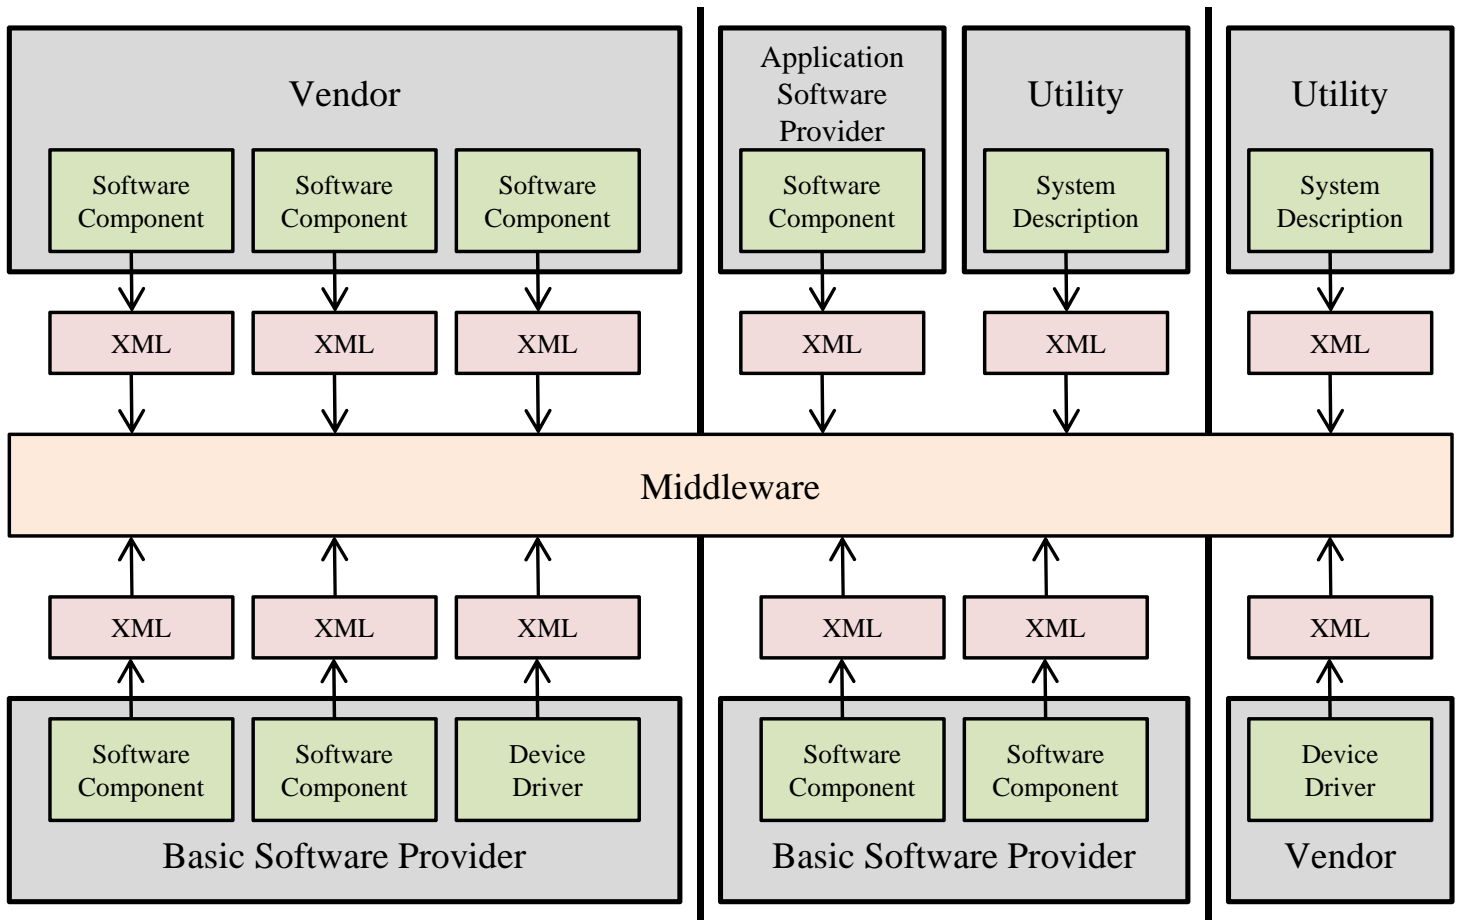 Vendor
Application
Software
Provider
Utility
Utility
Software
Component
Software
Component
Software
Component
Software
Component
System
Description
System
Description
XML
XML
XML
XML
XML
XML
Middleware
XML
XML
XML
XML
XML
XML
Software
Component
Software
Component
Device
Driver
Software
Component
Software
Component
Device
Driver
Basic Software Provider
Basic Software Provider
Vendor